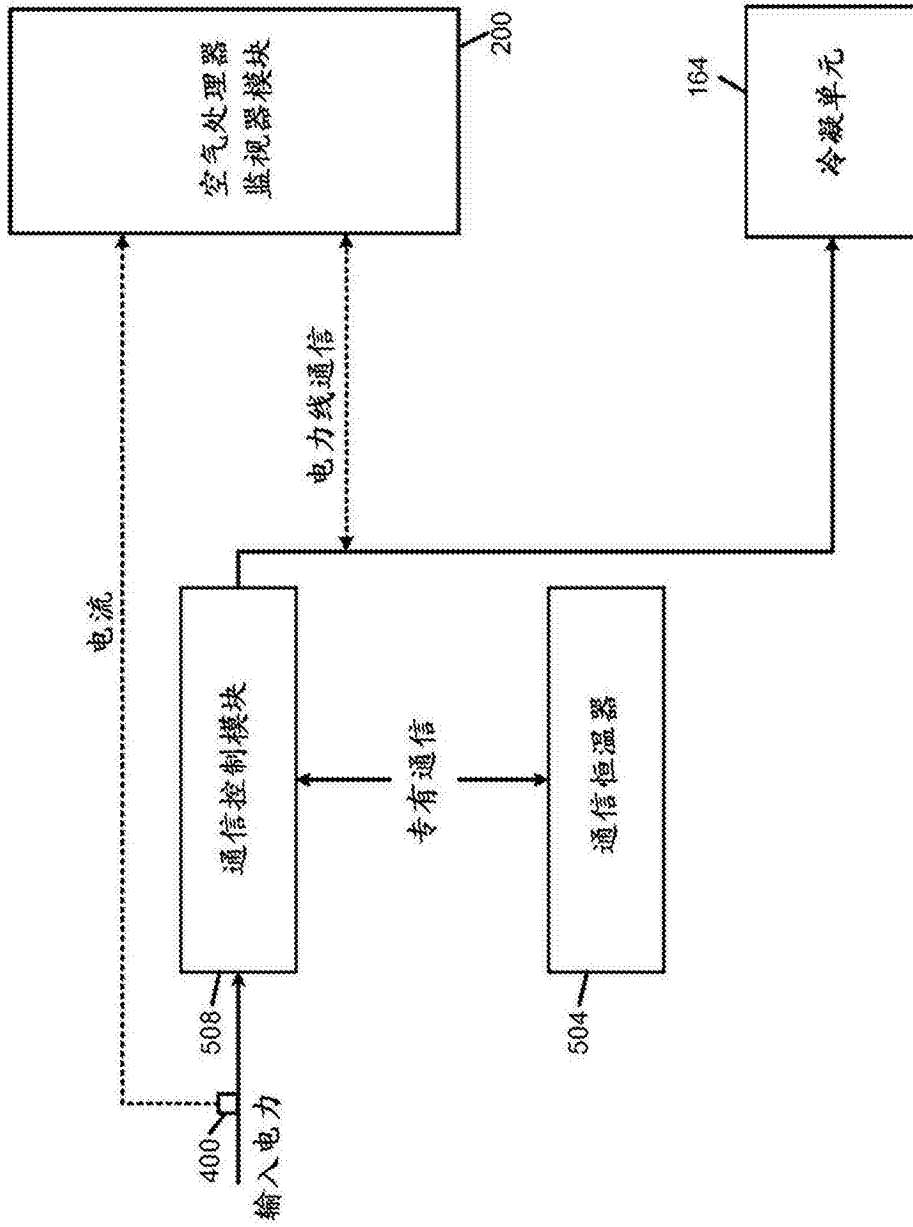 空气处理器
监视器模块
200
电流
电力线通信
164
冷凝单元
通信控制模块
508
专有通信
通信恒温器
504
400
输入电力